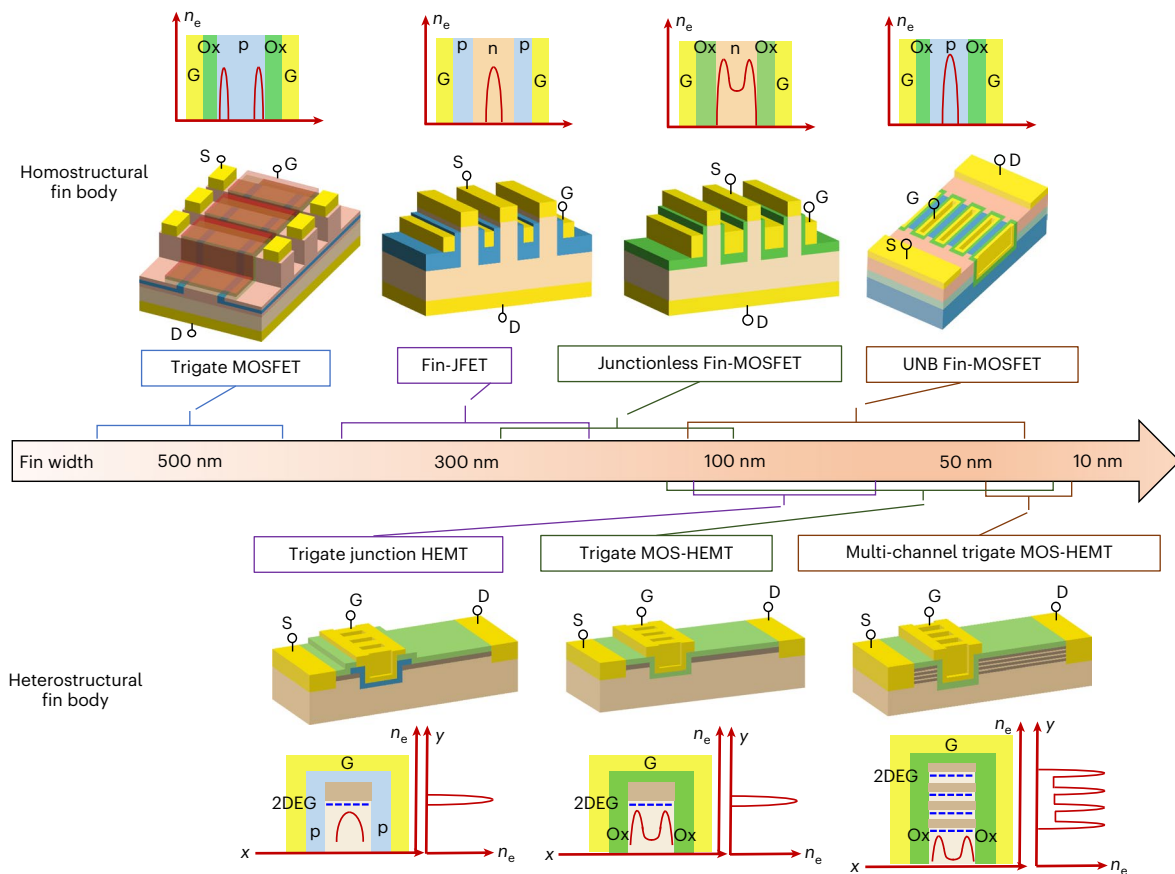 nₑ nₑ nₑ nₑ
Ox p Ox p n p Ox n Ox Ox p Ox
G G G G G G G G
Homostructural
fin body
S G D
S G D
S G D
D G S
Trigate MOSFET Fin-JFET Junctionless Fin-MOSFET UNB Fin-MOSFET
Fin width 500 nm 300 nm 100 nm 50 nm 10 nm
Trigate junction HEMT Trigate MOS-HEMT Multi-channel trigate MOS-HEMT
S G D S G D S G D
Heterostructural
fin body
nₑ y nₑ y nₑ y
G G G
2DEG 2DEG 2DEG
p p Ox Ox Ox Ox
x nₑ x nₑ x nₑ